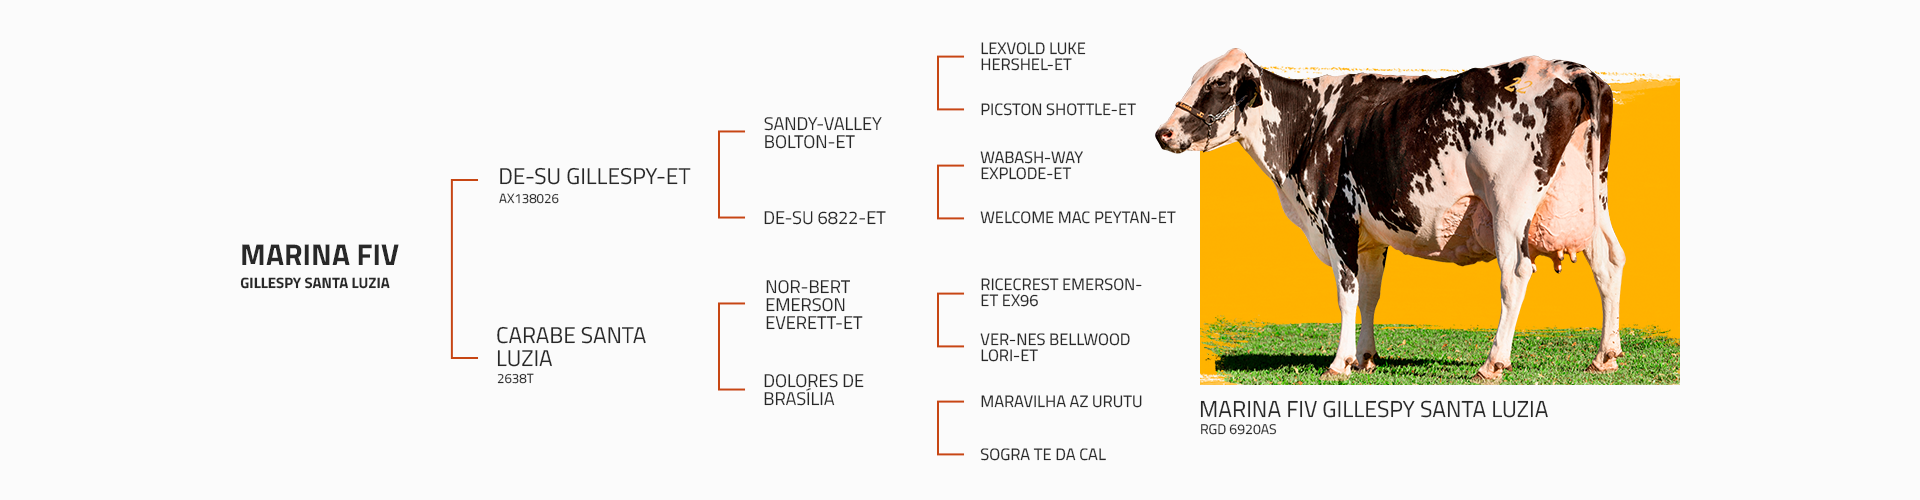 MARINA FIV
GILLESPY SANTA LUZIA
DE-SU GILLESPY-ET
AX138026
CARABE SANTA
LUZIA
2638T
SANDY-VALLEY
BOLTON-ET
DE-SU 6822-ET
NOR-BERT
EMERSON
EVERETT-ET
DOLORES DE
BRASÍLIA
LEXVOLD LUKE
HERSHEL-ET
PICSTON SHOTTLE-ET
WABASH-WAY
EXPLODE-ET
WELCOME MAC PEYTAN-ET
RICECREST EMERSON-
ET EX96
VER-NES BELLWOOD
LORI-ET
MARAVILHA AZ URUTU
SOGRA TE DA CAL
MARINA FIV GILLESPY SANTA LUZIA
RGD 6920AS